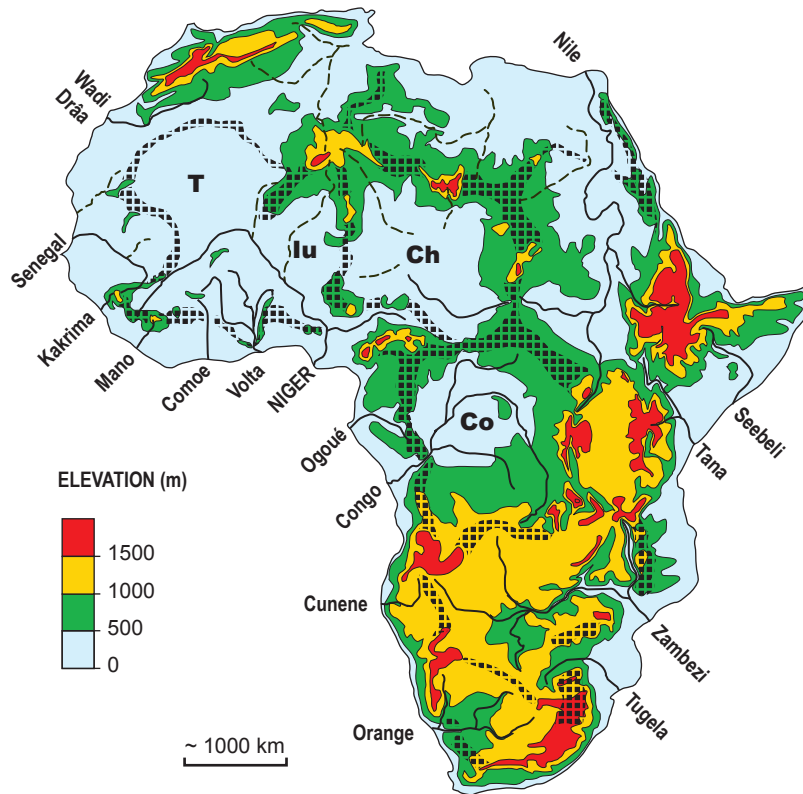 Nile
Wadi
Drâa
T
Iu
Ch
Senegal
Kakrima
Mano
Comoe
Volta
NIGER
Co
Seebeli
Ogoué
Tana
Congo
ELEVATION (m)
1500
1000
500
0
Cunene
Zambezi
Tugela
Orange
~ 1000 km